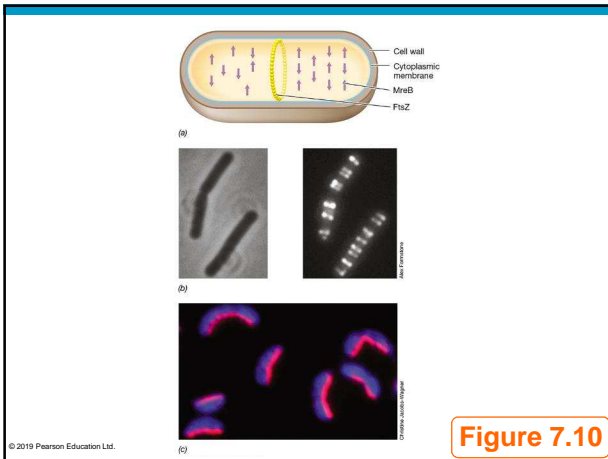 Cell wall
Cytoplasmic
membrane
MreB
FtsZ
(a)
Alex Formstone
(b)
Christine Jacobs-Wagner
(c)
© 2019 Pearson Education Ltd.
Figure 7.10